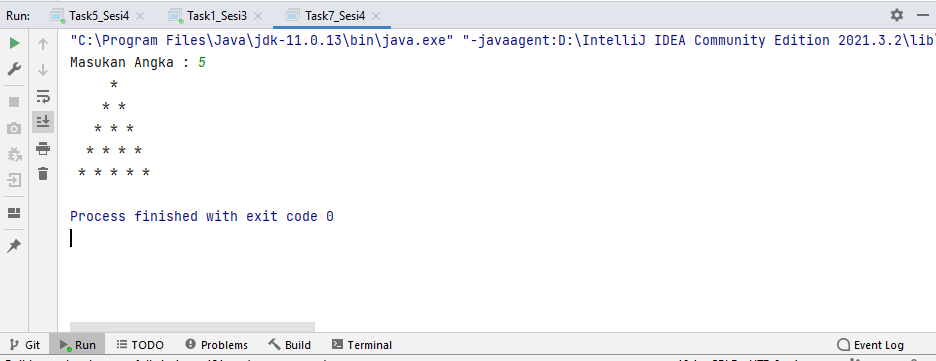 Run: Task5_Sesi4 Task1_Sesi3 Task7_Sesi4
"C:\Program Files\Java\jdk-11.0.13\bin\java.exe" "-javaagent:D:\IntelliJ IDEA Community Edition 2021.3.2\lib\
Masukan Angka : 5
*
* *
* * *
* * * *
* * * * *
Process finished with exit code 0
Git Run TODO Problems Build Terminal Event Log